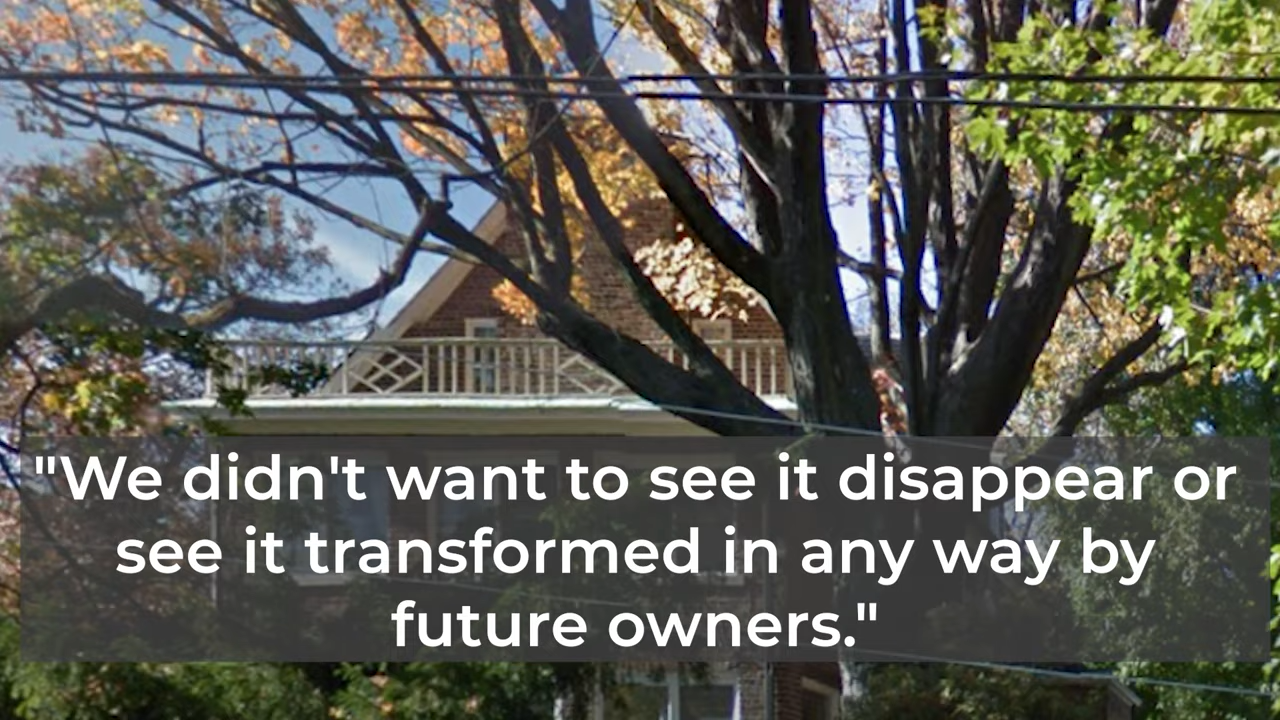 "We didn't want to see it disappear or
see it transformed in any way by
future owners."